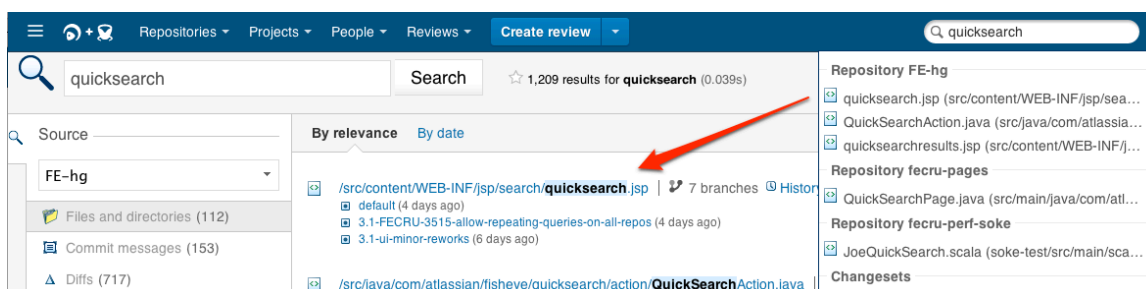 Repositories Projects People Reviews Create review
quicksearch
quicksearch
Search
1,209 results for quicksearch (0.039s)
Source
FE-hg
Files and directories (112)
Commit messages (153)
Diffs (717)
By relevance By date
/src/content/WEB-INF/jsp/search/quicksearch.jsp | 7 branches History
default (4 days ago)
3.1-FECRU-3515-allow-repeating-queries-on-all-repos (4 days ago)
3.1-ui-minor-reworks (6 days ago)
/src/java/com/atlassian/fisheye/quicksearch/action/QuickSearchAction.java |
Repository FE-hg
quicksearch.jsp (src/content/WEB-INF/jsp/sea...
QuickSearchAction.java (src/java/com/atlassia...
quicksearchresults.jsp (src/content/WEB-INF/j...
Repository fecru-pages
QuickSearchPage.java (src/main/java/com/atl...
Repository fecru-perf-soke
JoeQuickSearch.scala (soke-test/src/main/sca...
Changesets